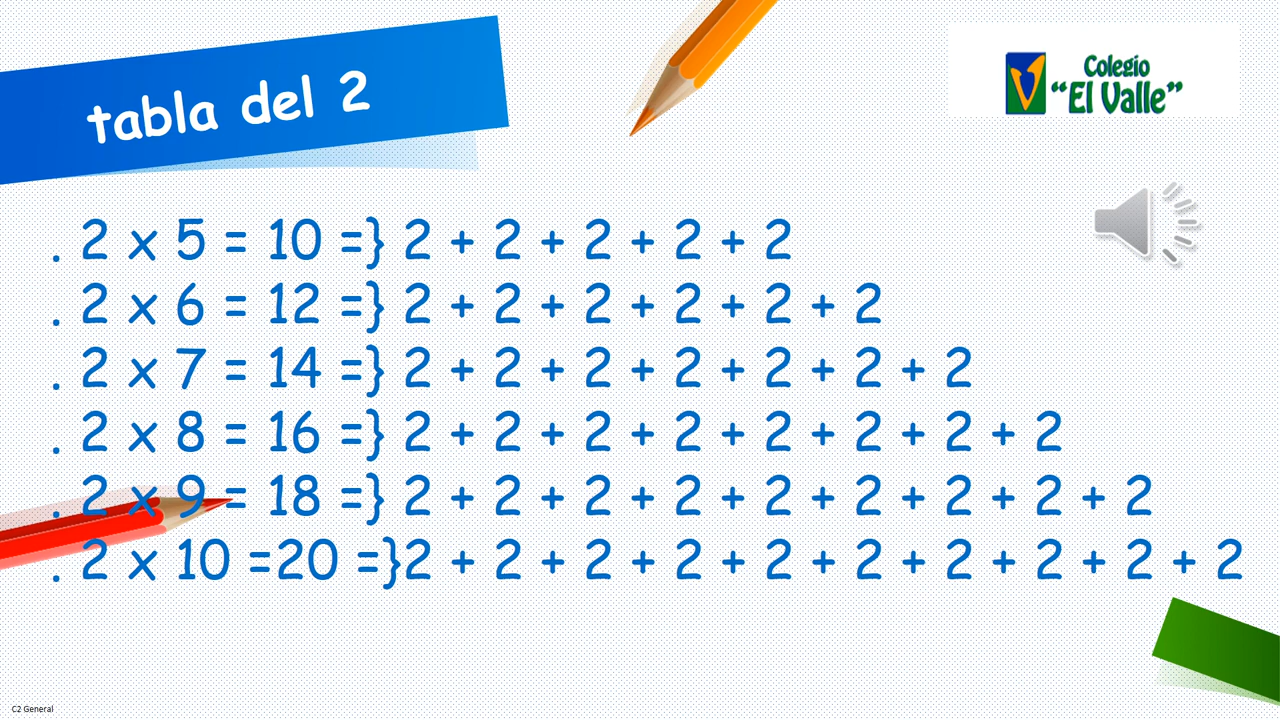 tabla del 2
Colegio
“El Valle”
. 2 x 5 = 10 =} 2 + 2 + 2 + 2 + 2
. 2 x 6 = 12 =} 2 + 2 + 2 + 2 + 2 + 2
. 2 x 7 = 14 =} 2 + 2 + 2 + 2 + 2 + 2 + 2
. 2 x 8 = 16 =} 2 + 2 + 2 + 2 + 2 + 2 + 2 + 2
. 2 x 9 = 18 =} 2 + 2 + 2 + 2 + 2 + 2 + 2 + 2 + 2
. 2 x 10 =20 =}2 + 2 + 2 + 2 + 2 + 2 + 2 + 2 + 2 + 2
C2 General